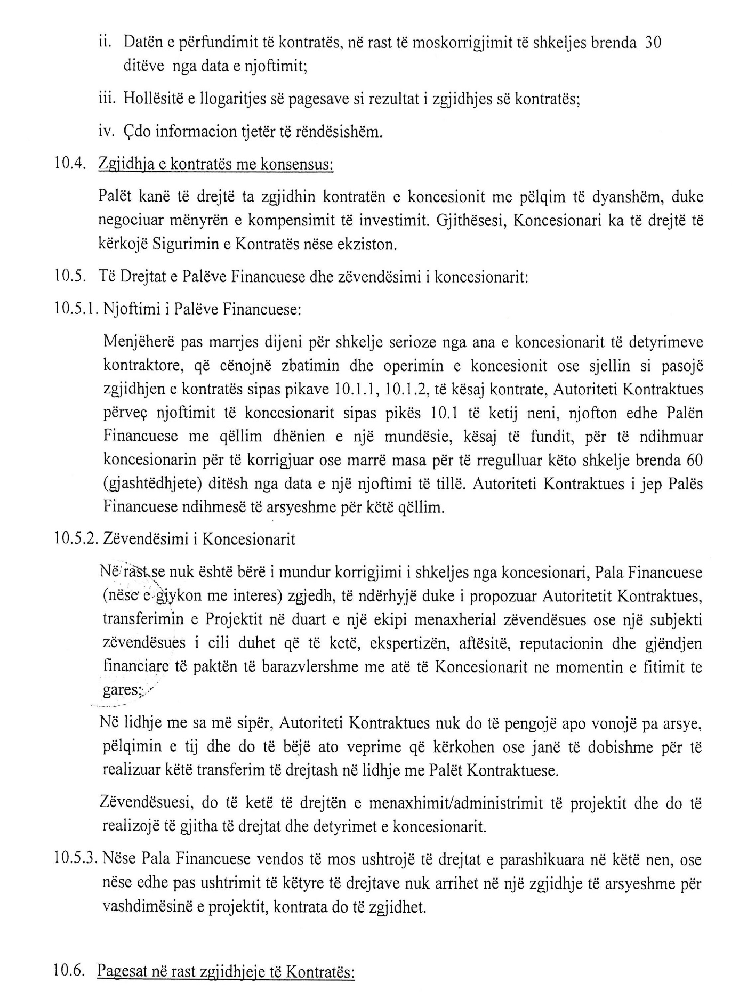 ii. Datën e përfundimit të kontratës, në rast të moskorrigjimit të shkeljes brenda 30
ditëve nga data e njoftimit;
iii. Hollësitë e llogaritjes së pagesave si rezultat i zgjidhjes së kontratës;
iv. Çdo informacion tjetër të rëndësishëm.
10.4. Zgjidhja e kontratës me konsensus:
Palët kanë të drejtë ta zgjidhin kontratën e koncesionit me pëlqim të dyanshëm, duke
negociuar mënyrën e kompensimit të investimit. Gjithësesi, Koncesionari ka të drejtë të
kërkojë Sigurimin e Kontratës nëse ekziston.
10.5. Të Drejtat e Palëve Financuese dhe zëvendësimi i koncesionarit:
10.5.1. Njoftimi i Palëve Financuese:
Menjëherë pas marrjes dijeni për shkelje serioze nga ana e koncesionarit të detyrimeve
kontraktore, që cënojnë zbatimin dhe operimin e koncesionit ose sjellin si pasojë
zgjidhjen e kontratës sipas pikave 10.1.1, 10.1.2, të kësaj kontrate, Autoriteti Kontraktues
përveç njoftimit të koncesionarit sipas pikës 10.1 të ketij neni, njofton edhe Palën
Financuese me qëllim dhënien e një mundësie, kësaj të fundit, për të ndihmuar
koncesionarin për të korrigjuar ose marrë masa për të rregulluar këto shkelje brenda 60
(gjashtëdhjete) ditësh nga data e një njoftimi të tillë. Autoriteti Kontraktues i jep Palës
Financuese ndihmesë të arsyeshme për këtë qëllim.
10.5.2. Zëvendësimi i Koncesionarit
Në rast se nuk është bërë i mundur korrigjimi i shkeljes nga koncesionari, Pala Financuese
(nëse e gjykon me interes) zgjedh, të ndërhyjë duke i propozuar Autoritetit Kontraktues,
transferimin e Projektit në duart e një ekipi menaxherial zëvendësues ose një subjekti
zëvendësues i cili duhet që të ketë, ekspertizën, aftësitë, reputacionin dhe gjëndjen
financiare të paktën të barazvlershme me atë të Koncesionarit ne momentin e fitimit te
gares;
Në lidhje me sa më sipër, Autoriteti Kontraktues nuk do të pengojë apo vonojë pa arsye,
pëlqimin e tij dhe do të bëjë ato veprime që kërkohen ose janë të dobishme për të
realizuar këtë transferim të drejtash në lidhje me Palët Kontraktuese.
Zëvendësuesi, do të ketë të drejtën e menaxhimit/administrimit të projektit dhe do të
realizojë të gjitha të drejtat dhe detyrimet e koncesionarit.
10.5.3. Nëse Pala Financuese vendos të mos ushtrojë të drejtat e parashikuara në këtë nen, ose
nëse edhe pas ushtrimit të këtyre të drejtave nuk arrihet në një zgjidhje të arsyeshme për
vashdimësinë e projektit, kontrata do të zgjidhet.
10.6. Pagesat në rast zgjidhjeje të Kontratës: